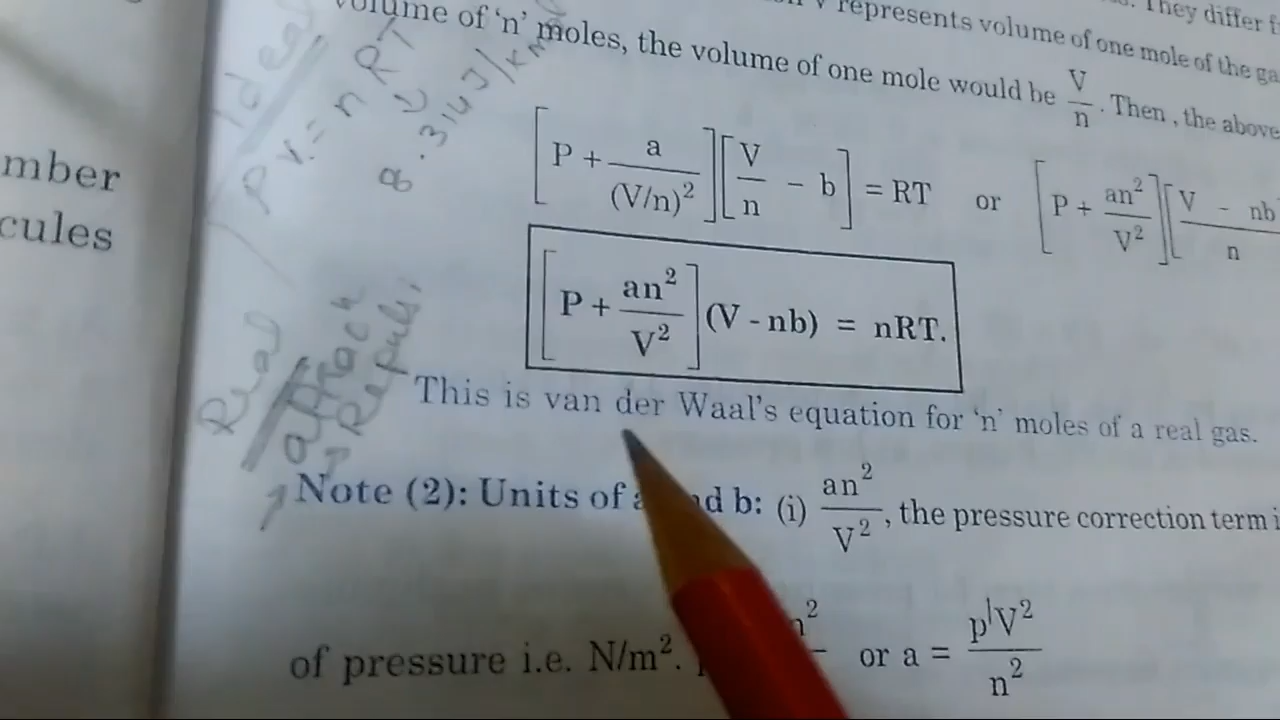 They differ f
represents volume of one mole of the ga
volume of 'n' moles, the volume of one mole would be V/n . Then , the above
[P + a/(V/n)²] [V/n - b] = RT or [P + an²/V²] [V - nb/n
[P + an²/V²] (V - nb) = nRT.
This is van der Waal's equation for 'n' moles of a real gas.
Note (2): Units of a nd b: (i) an²/V², the pressure correction term i
of pressure i.e. N/m². or a = p|V²/n²
mber
cules
Ideal
PV = nRT
8.314 J/
Real
attract
Repuls.